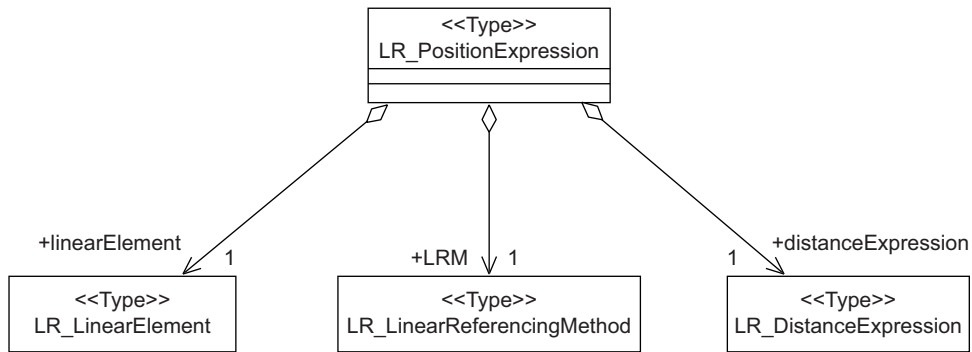 <<Type>>
LR_PositionExpression
+linearElement
1
+LRM
1
+distanceExpression
1
<<Type>>
LR_LinearElement
<<Type>>
LR_LinearReferencingMethod
<<Type>>
LR_DistanceExpression